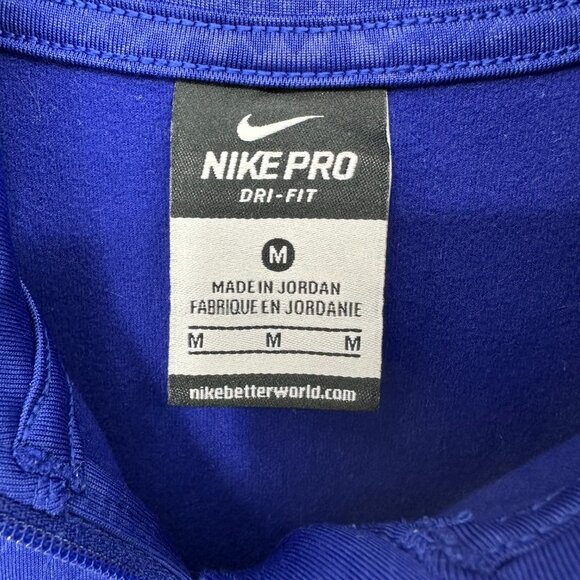 NIKE PRO
DRI-FIT
M
MADE IN JORDAN
FABRIQUE EN JORDANIE
M M M
nikebetterworld.com